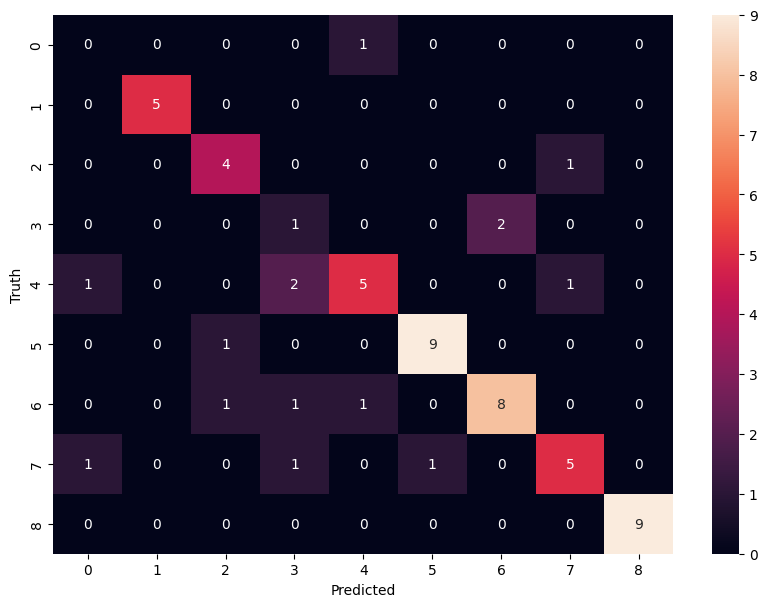 0 0 0 0 0 1 0 0 0 0
1 0 5 0 0 0 0 0 0 0
2 0 0 4 0 0 0 0 1 0
3 0 0 0 1 0 0 2 0 0
4 1 0 0 2 5 0 0 1 0
5 0 0 1 0 0 9 0 0 0
6 0 0 1 1 1 0 8 0 0
7 1 0 0 1 0 1 0 5 0
8 0 0 0 0 0 0 0 0 9
0 1 2 3 4 5 6 7 8
Predicted
Truth
9
8
7
6
5
4
3
2
1
0